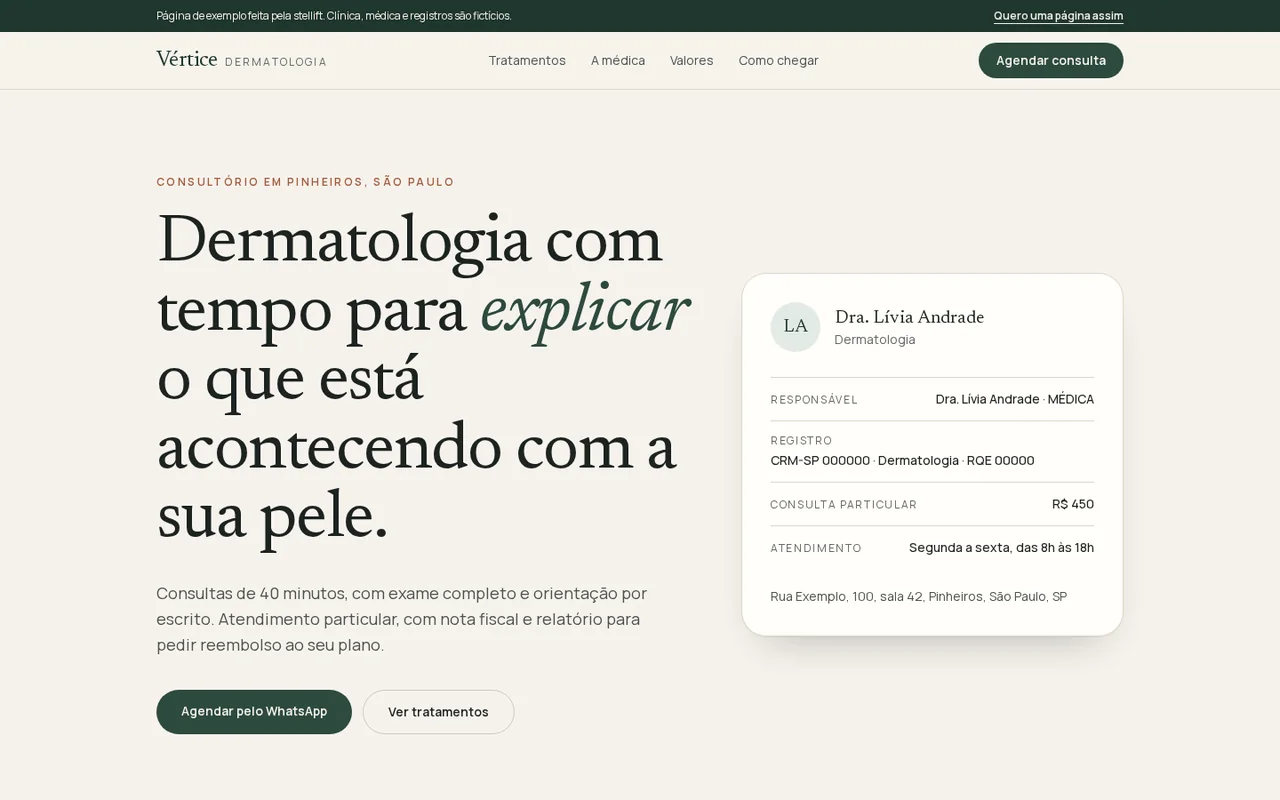 Página de exemplo feita pela stellift. Clínica, médica e registros são fictícios.
Quero uma página assim
Vértice DERMATOLOGIA
Tratamentos
A médica
Valores
Como chegar
Agendar consulta
CONSULTÓRIO EM PINHEIROS, SÃO PAULO
Dermatologia com
tempo para explicar
o que está
acontecendo com a
sua pele.
Consultas de 40 minutos, com exame completo e orientação por
escrito. Atendimento particular, com nota fiscal e relatório para
pedir reembolso ao seu plano.
Agendar pelo WhatsApp
Ver tratamentos
LA
Dra. Lívia Andrade
Dermatologia
RESPONSÁVEL
Dra. Lívia Andrade · MÉDICA
REGISTRO
CRM-SP 000000 · Dermatologia · RQE 00000
CONSULTA PARTICULAR
R$ 450
ATENDIMENTO
Segunda a sexta, das 8h às 18h
Rua Exemplo, 100, sala 42, Pinheiros, São Paulo, SP